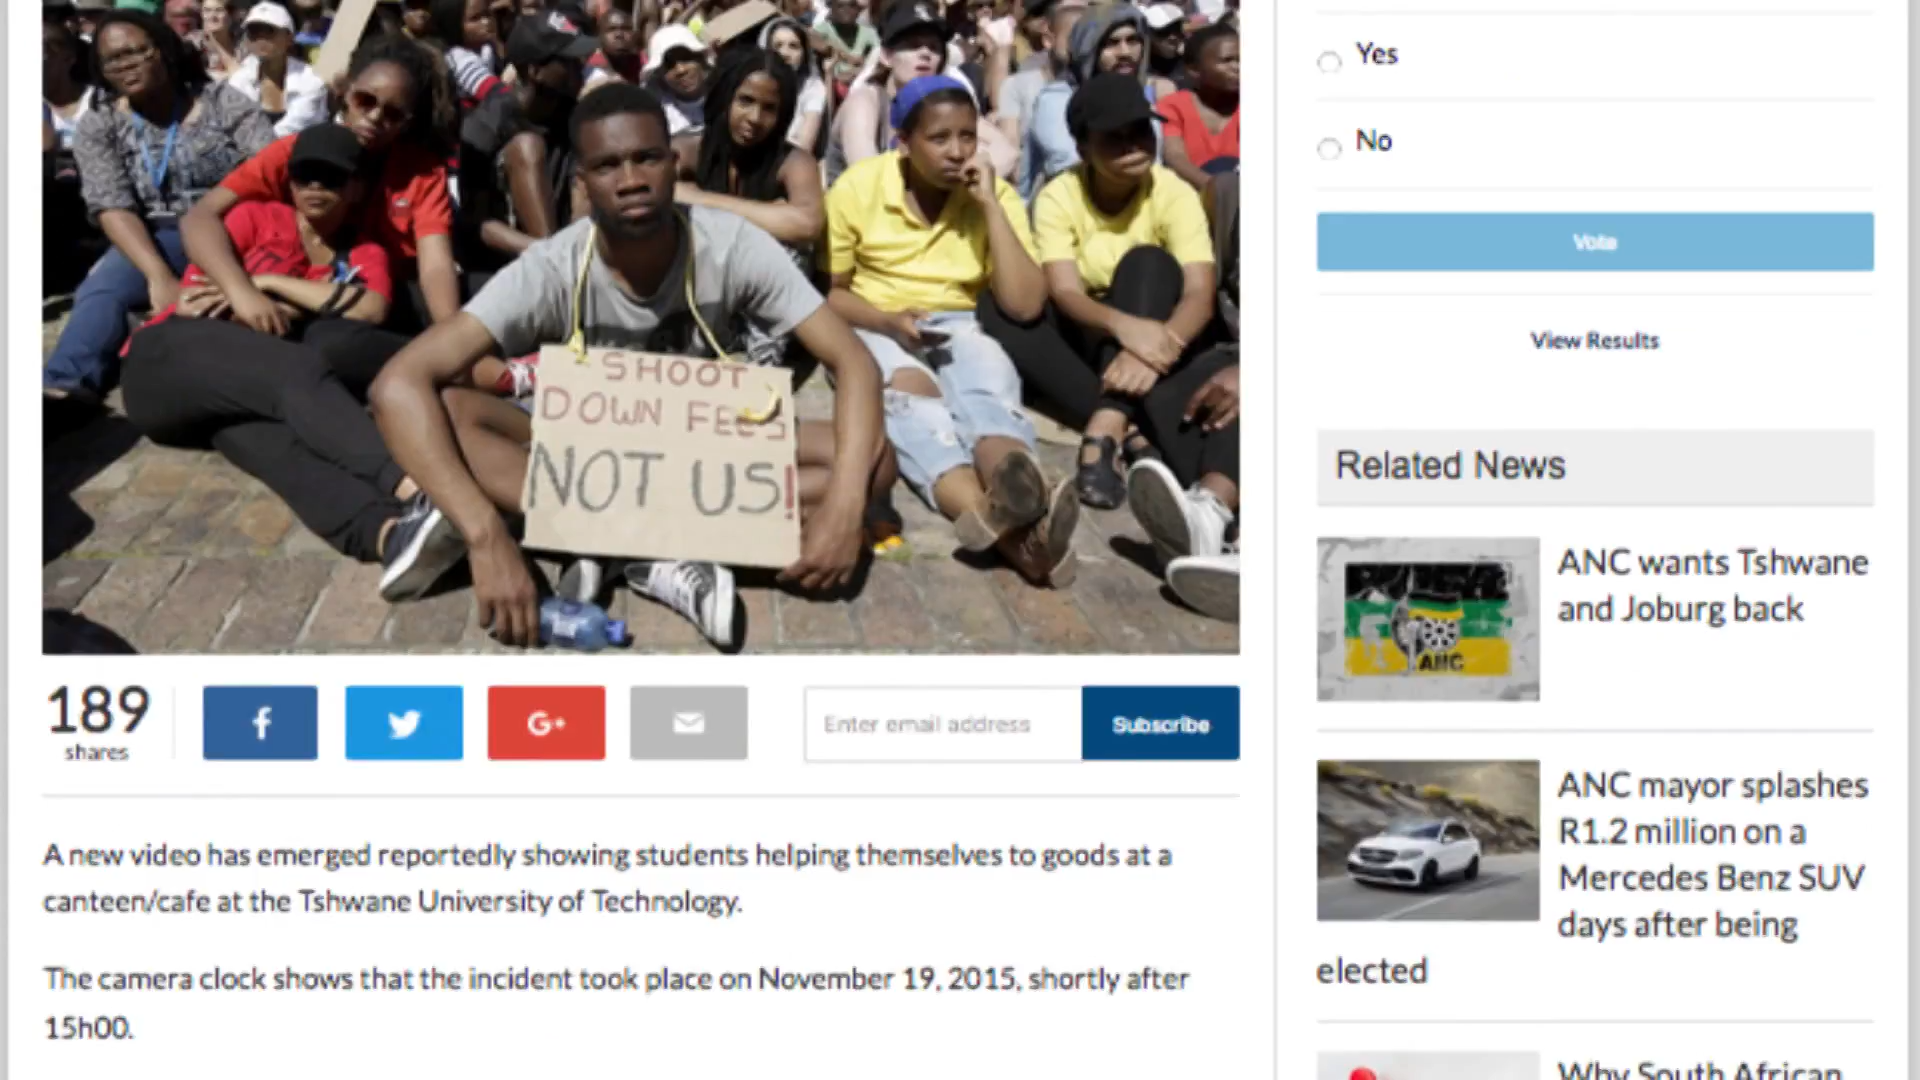 SHOOT
DOWN FEES
NOT US!
189
shares
f
G+
Enter email address
Subscribe
A new video has emerged reportedly showing students helping themselves to goods at a
canteen/cafe at the Tshwane University of Technology.
The camera clock shows that the incident took place on November 19, 2015, shortly after
15h00.
Yes
No
Vote
View Results
Related News
ANC
ANC wants Tshwane
and Joburg back
ANC mayor splashes
R1.2 million on a
Mercedes Benz SUV
days after being
elected
Why South African